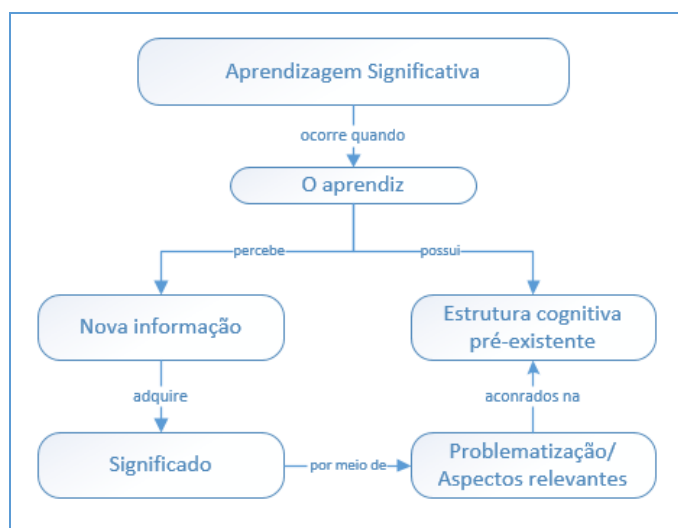 Aprendizagem Significativa
ocorre quando
O aprendiz
percebe
possui
Nova informação
Estrutura cognitiva
pré-existente
adquire
aconrados na
Significado
por meio de
Problematização/
Aspectos relevantes